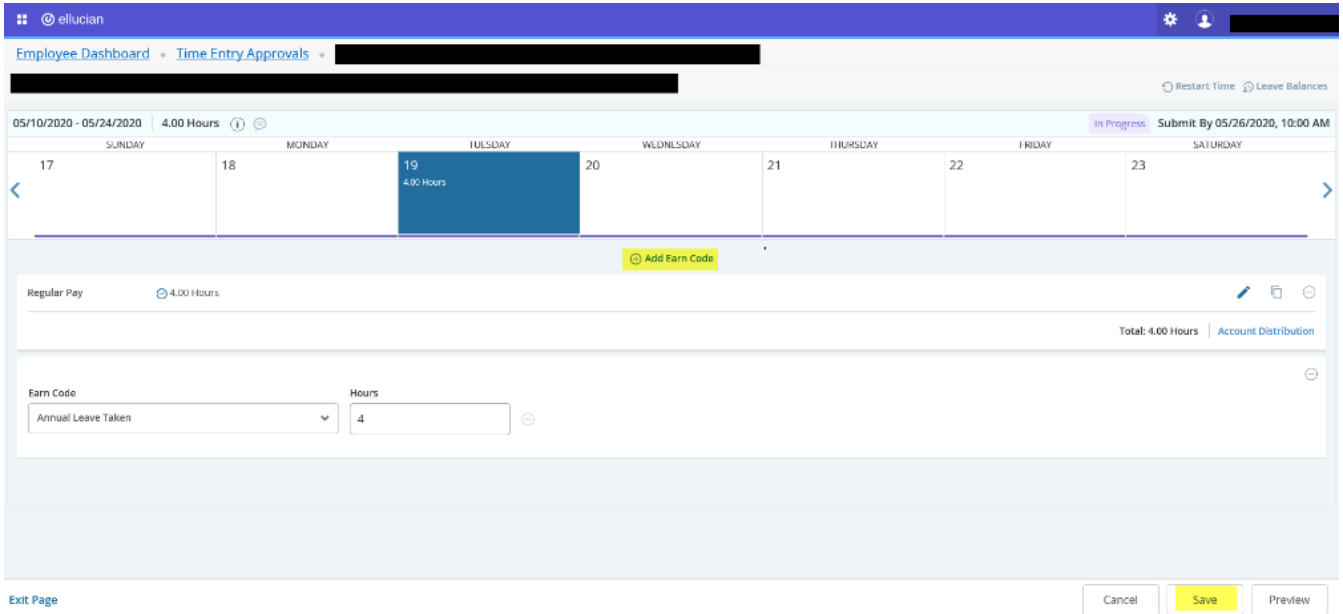 ellucian
Employee Dashboard • Time Entry Approvals •
Restart Time Leave Balances
05/10/2020 - 05/24/2020 4.00 Hours In Progress Submit By 05/26/2020, 10:00 AM
SUNDAY MONDAY TUESDAY WEDNESDAY THURSDAY FRIDAY SATURDAY
17 18 19 20 21 22 23
4.00 Hours
Add Earn Code
Regular Pay 4.00 Hours
Total: 4.00 Hours Account Distribution
Earn Code Hours
Annual Leave Taken 4
Exit Page Cancel Save Preview